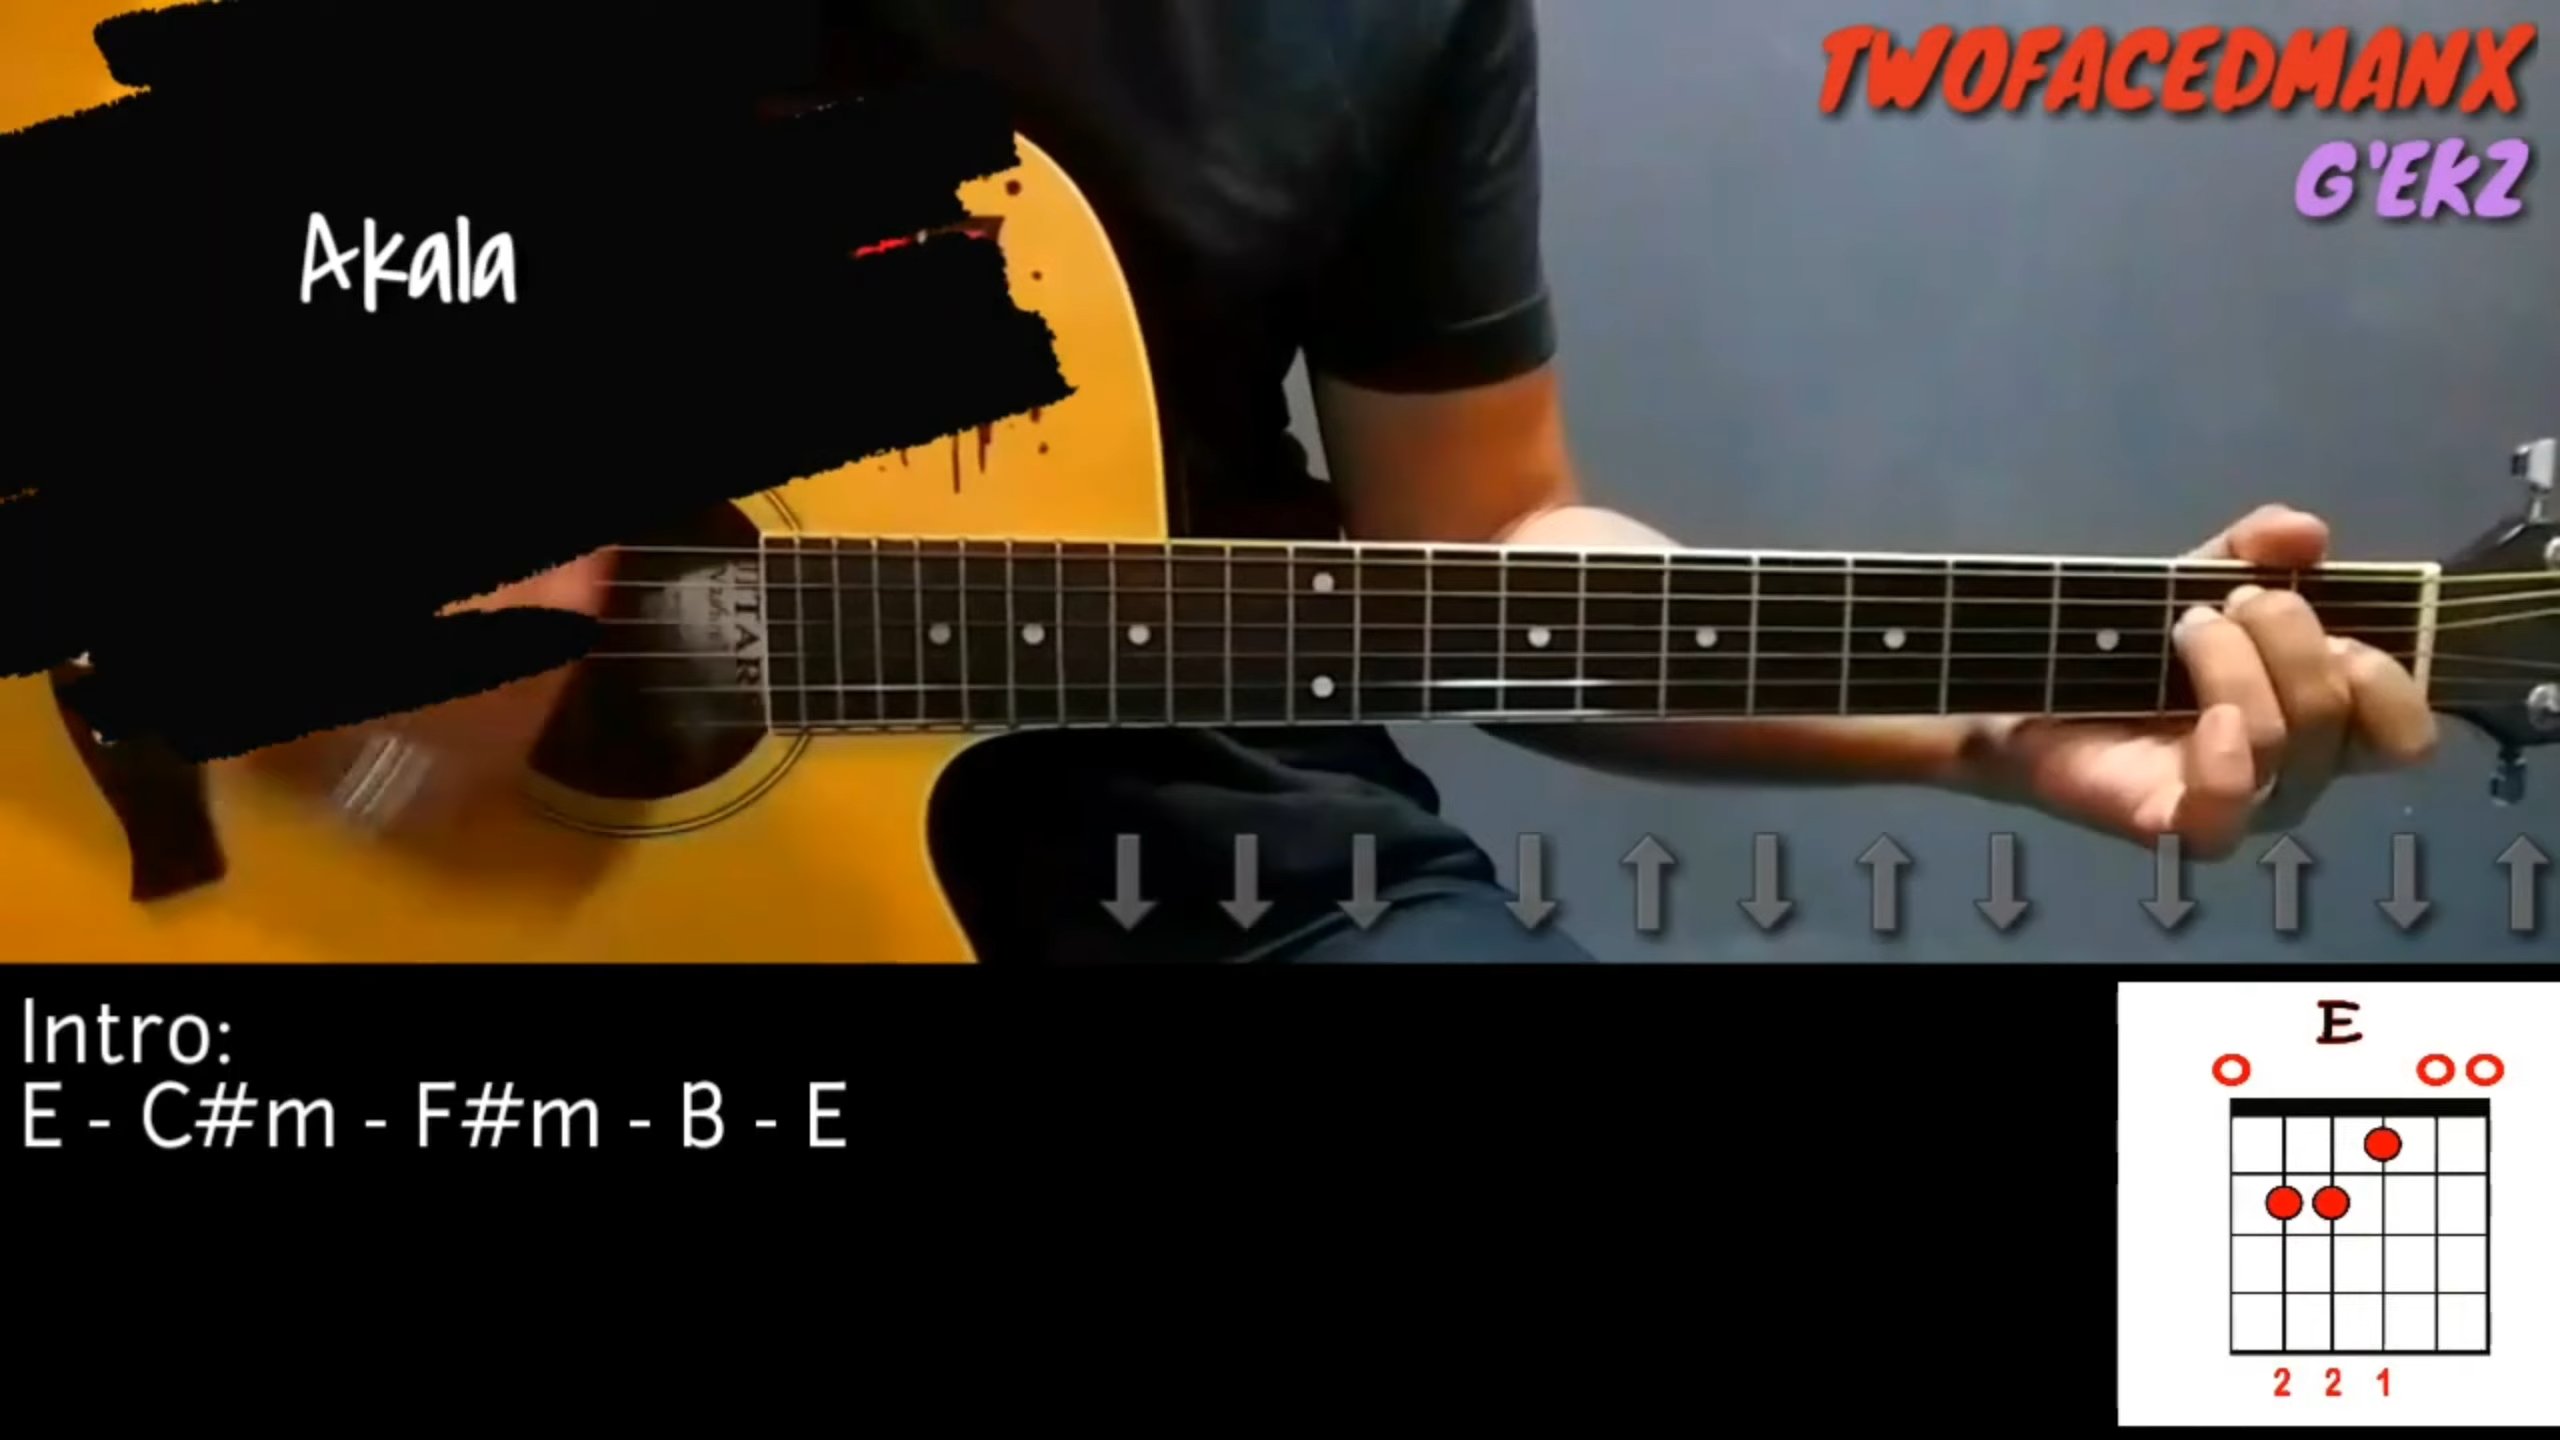 TWOFACEDMANX
G'EKZ
Akala
Intro:
E - C#m - F#m - B - E
E
2 2 1